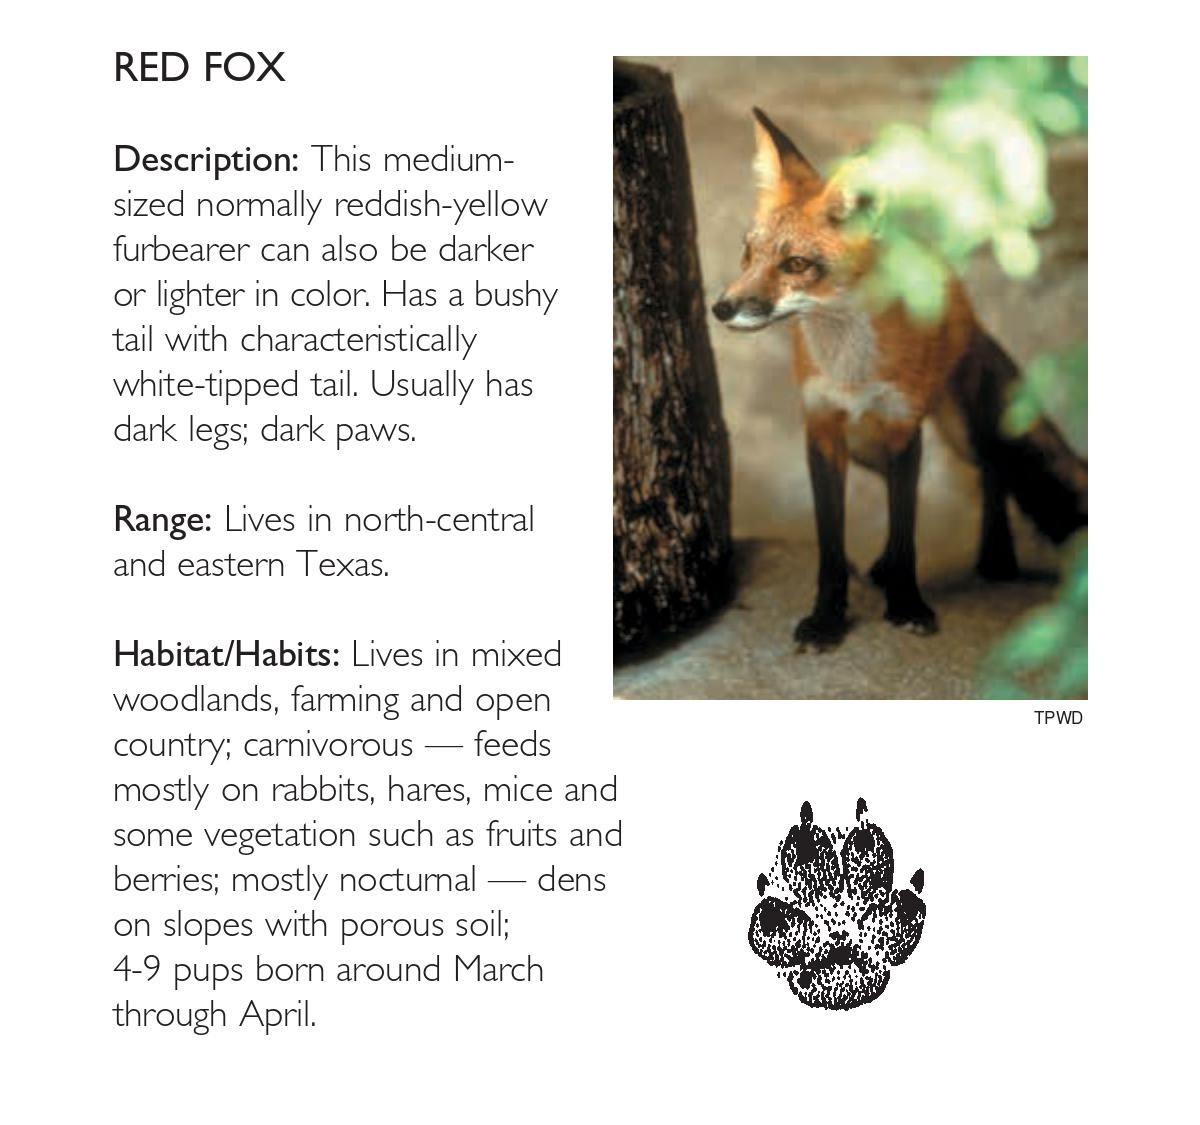 RED FOX
Description: This medium-
sized normally reddish-yellow
furbearer can also be darker
or lighter in color. Has a bushy
tail with characteristically
white-tipped tail. Usually has
dark legs; dark paws.
Range: Lives in north-central
and eastern Texas.
Habitat/Habits: Lives in mixed
woodlands, farming and open
country; carnivorous — feeds
mostly on rabbits, hares, mice and
some vegetation such as fruits and
berries; mostly nocturnal — dens
on slopes with porous soil;
4-9 pups born around March
through April.
TPWD